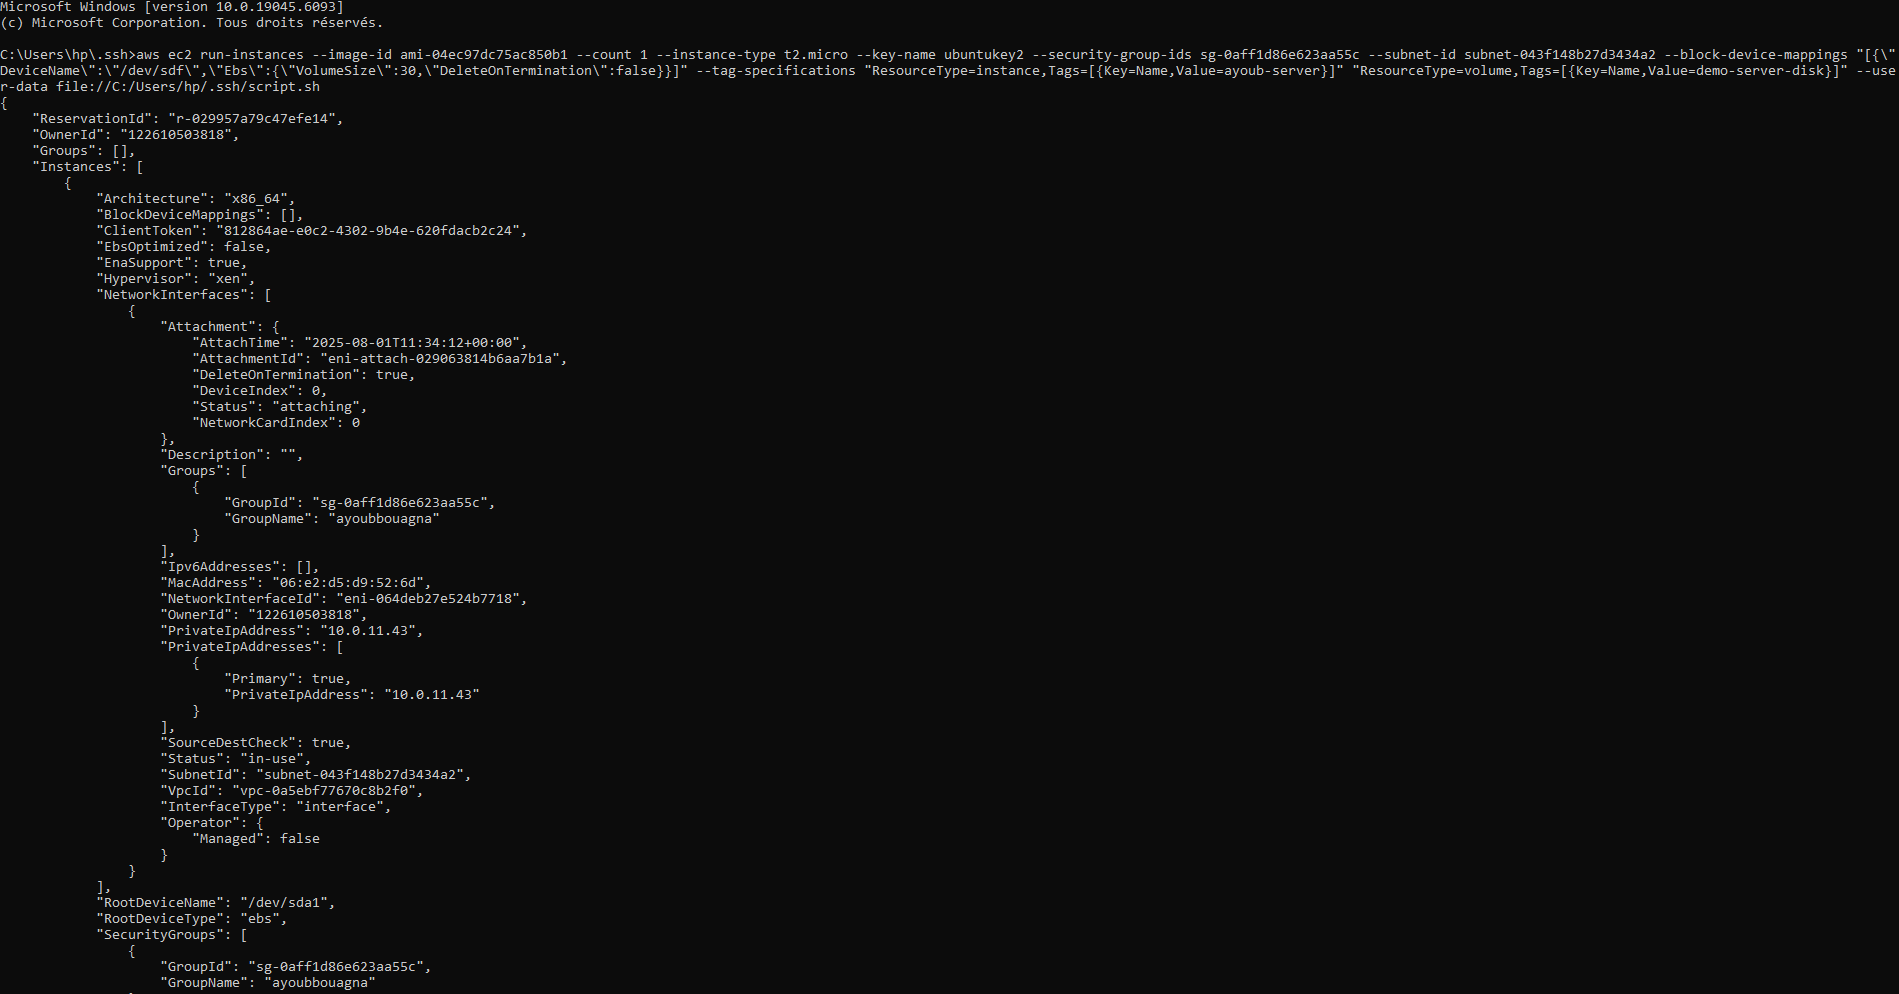 Microsoft Windows [version 10.0.19045.6093]
(c) Microsoft Corporation. Tous droits réservés.
C:\Users\hp\.ssh>aws ec2 run-instances --image-id ami-04ec97dc75ac850b1 --count 1 --instance-type t2.micro --key-name ubuntukey2 --security-group-ids sg-0aff1d86e623aa55c --subnet-id subnet-043f148b27d3434a2 --block-device-mappings "[{\"
DeviceName\":\"/dev/sdf\",\"Ebs\":{\"VolumeSize\":30,\"DeleteOnTermination\":false}}]" --tag-specifications "ResourceType=instance,Tags=[{Key=Name,Value=ayoub-server}]" "ResourceType=volume,Tags=[{Key=Name,Value=demo-server-disk}]" --use
r-data file://C:/Users/hp/.ssh/script.sh
{
    "ReservationId": "r-029957a79c47efe14",
    "OwnerId": "122610503818",
    "Groups": [],
    "Instances": [
        {
            "Architecture": "x86_64",
            "BlockDeviceMappings": [],
            "ClientToken": "812864ae-e0c2-4302-9b4e-620fdacb2c24",
            "EbsOptimized": false,
            "EnaSupport": true,
            "Hypervisor": "xen",
            "NetworkInterfaces": [
                {
                    "Attachment": {
                        "AttachTime": "2025-08-01T11:34:12+00:00",
                        "AttachmentId": "eni-attach-029063814b6aa7b1a",
                        "DeleteOnTermination": true,
                        "DeviceIndex": 0,
                        "Status": "attaching",
                        "NetworkCardIndex": 0
                    },
                    "Description": "",
                    "Groups": [
                        {
                            "GroupId": "sg-0aff1d86e623aa55c",
                            "GroupName": "ayoubbouagna"
                        }
                    ],
                    "Ipv6Addresses": [],
                    "MacAddress": "06:e2:d5:d9:52:6d",
                    "NetworkInterfaceId": "eni-064deb27e524b7718",
                    "OwnerId": "122610503818",
                    "PrivateIpAddress": "10.0.11.43",
                    "PrivateIpAddresses": [
                        {
                            "Primary": true,
                            "PrivateIpAddress": "10.0.11.43"
                        }
                    ],
                    "SourceDestCheck": true,
                    "Status": "in-use",
                    "SubnetId": "subnet-043f148b27d3434a2",
                    "VpcId": "vpc-0a5ebf77670c8b2f0",
                    "InterfaceType": "interface",
                    "Operator": {
                        "Managed": false
                    }
                }
            ],
            "RootDeviceName": "/dev/sda1",
            "RootDeviceType": "ebs",
            "SecurityGroups": [
                {
                    "GroupId": "sg-0aff1d86e623aa55c",
                    "GroupName": "ayoubbouagna"